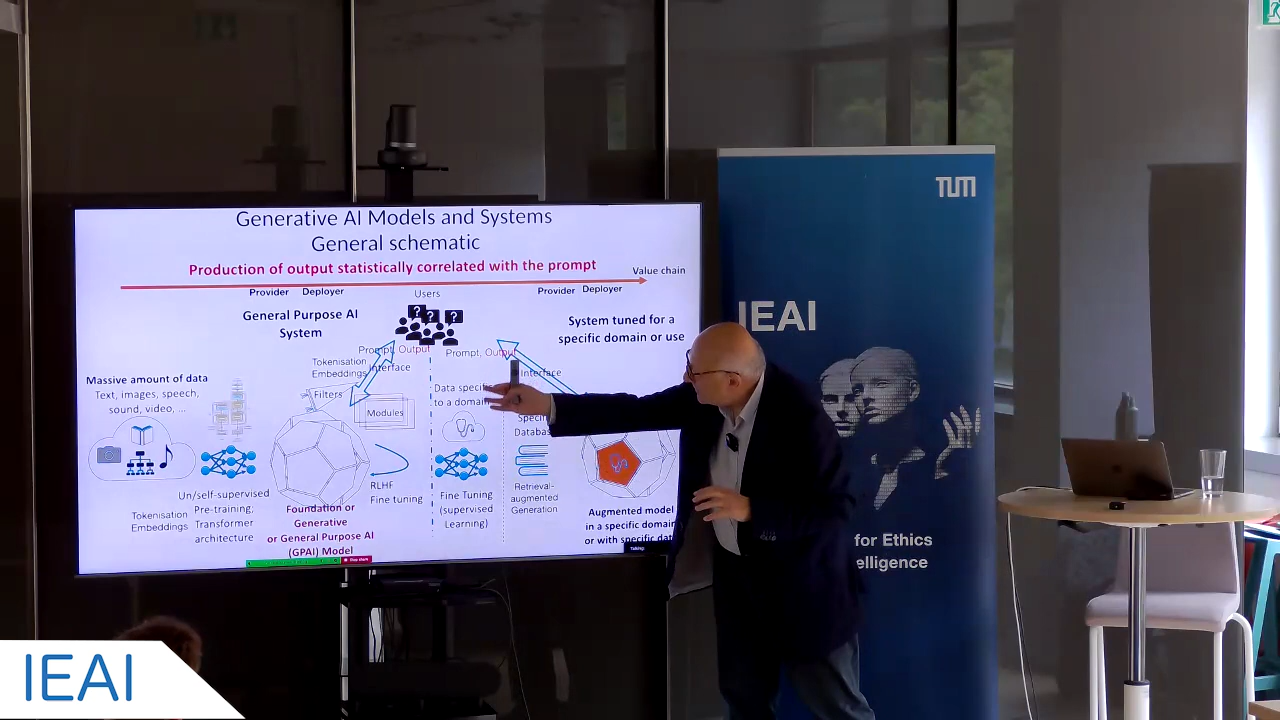 Generative AI Models and Systems
General schematic
Production of output statistically correlated with the prompt
Value chain
Provider Deployer
Users
Provider Deployer
General Purpose AI
System
System tuned for a
specific domain or use
Prompt, Output
Prompt, Output
Tokenisation
Embeddings
Interface
Interface
Massive amount of data
Text, images,
sound, video,...
Filters
Modules
Data specific
to a domain
Specific
Database
RLHF
Fine tuning
Un/self-supervised
Pre-training,
Transformer
architecture
Tokenisation
Embeddings
Foundation or
Generative
or General Purpose AI
(GPAI) Model
Fine Tuning
(Supervised
Learning)
Retrieval-
augmented
Generation
Augmented model
in a specific domain
or with specific data
TUM
IEAI
for Ethics
elligence
IEAI